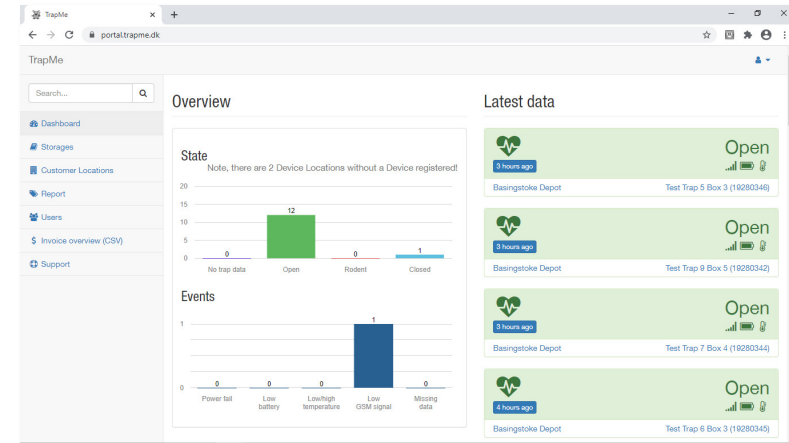 TrapMe
portal.trapme.dk
TrapMe
Search...
Dashboard
Storages
Customer Locations
Report
Users
$ Invoice overview (CSV)
Support
Overview
State
Note, there are 2 Device Locations without a Device registered!
20
15
10
5
0
0
12
0
1
No trap data
Open
Rodent
Closed
Events
1
0
0
0
0
1
0
Power fail
Low battery
Low/high temperature
Low GSM signal
Missing data
Latest data
Open
3 hours ago
Basingstoke Depot
Test Trap 5 Box 3 (19280346)
Open
3 hours ago
Basingstoke Depot
Test Trap 9 Box 5 (19280342)
Open
3 hours ago
Basingstoke Depot
Test Trap 7 Box 4 (19280344)
Open
4 hours ago
Basingstoke Depot
Test Trap 6 Box 3 (19280345)